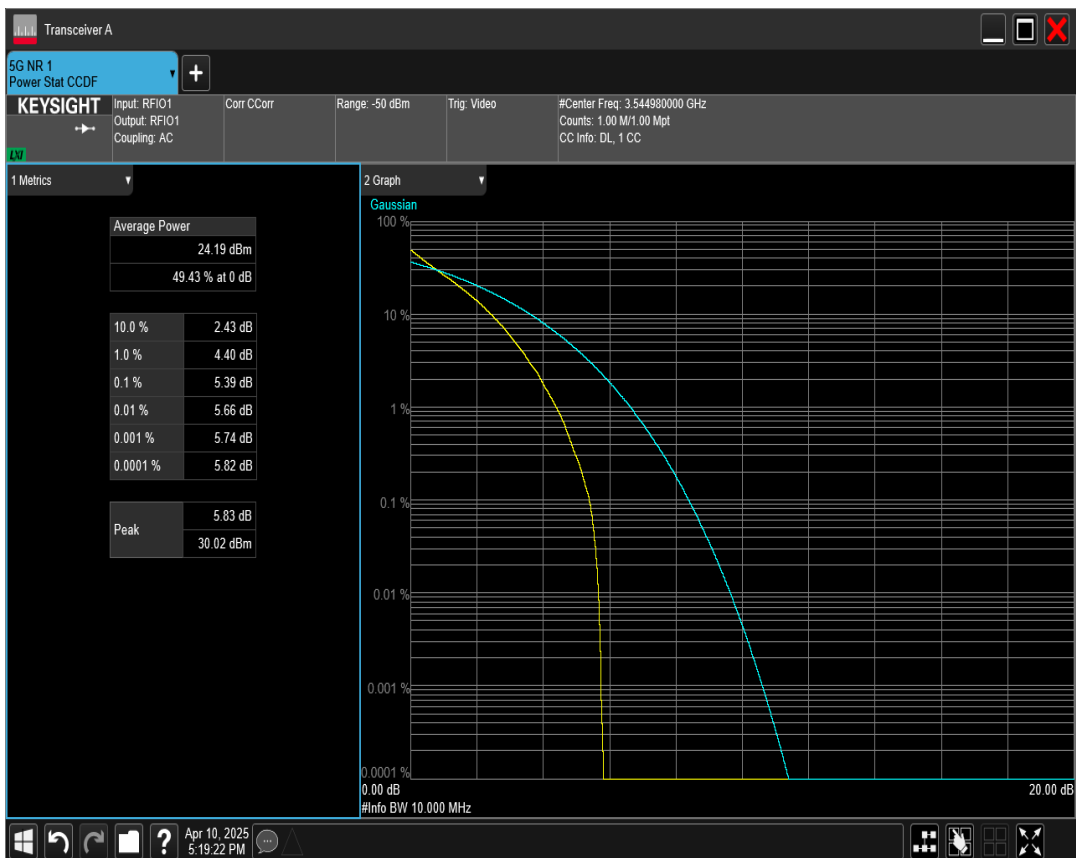 Transceiver A
5G NR 1
Power Stat CCDF
+
KEYSIGHT
LXI
Input: RFIO1
Output: RFIO1
Coupling: AC
Corr CCorr
Range: -50 dBm
Trig: Video
#Center Freq: 3.544980000 GHz
Counts: 1.00 M/1.00 Mpt
CC Info: DL, 1 CC
1 Metrics
Average Power
24.19 dBm
49.43 % at 0 dB
10.0 % 2.43 dB
1.0 % 4.40 dB
0.1 % 5.39 dB
0.01 % 5.66 dB
0.001 % 5.74 dB
0.0001 % 5.82 dB
Peak 5.83 dB
30.02 dBm
2 Graph
Gaussian
100 %
10 %
1 %
0.1 %
0.01 %
0.001 %
0.0001 %
0.00 dB 20.00 dB
#Info BW 10.000 MHz
?
Apr 10, 2025
5:19:22 PM